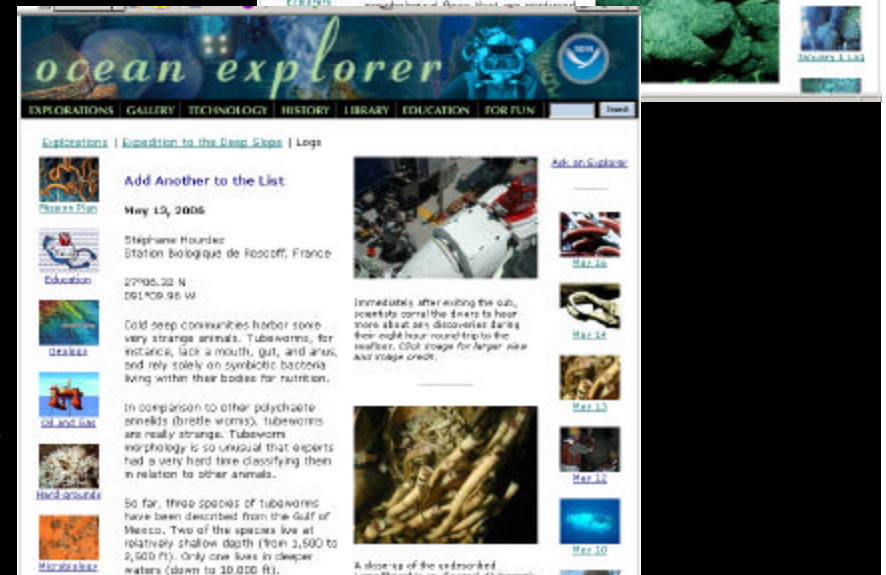 ocean explorer
NOAA
EXPLORATIONS GALLERY TECHNOLOGY HISTORY LIBRARY EDUCATION FOR FUN Search
January 1 Log
Explorations | Expedition to the Deep Slope | Logs
Mission Plan
Education
Geology
Oil and Gas
Hard-grounds
Microbiology
Add Another to the List
May 13, 2006
Stéphane Hourdez
Station Biologique de Roscoff, France
27°06.32 N
091°09.96 W
Cold seep communities harbor some
very strange animals. Tubeworms, for
instance, lack a mouth, gut, and anus,
and rely solely on symbiotic bacteria
living within their bodies for nutrition.
In comparison to other polychaete
annelids (bristle worms), tubeworms
are really strange. Tubeworm
morphology is so unusual that experts
had a very hard time classifying them
in relation to other animals.
So far, three species of tubeworms
have been described from the Gulf of
Mexico. Two of the species live at
relatively shallow depth (from 1,500 to
2,500 ft). Only one lives in deeper
waters (down to 10,000 ft).
Immediately after exiting the sub,
scientists corral the divers to hear
more about any discoveries during
their eight hour round-trip to the
seafloor. Click image for larger view
and image credit.
A close-up of the undescribed
Ask an Explorer
May 16
May 14
May 13
May 12
May 10